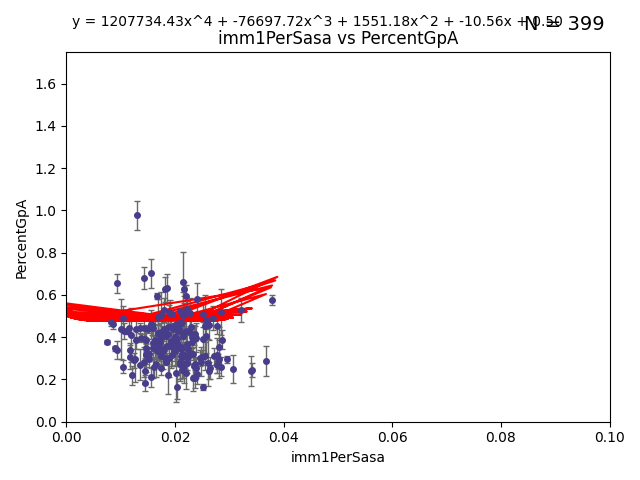 y = 1207734.43x^4 + -76697.72x^3 + 1551.18x^2 + -10.56x + 0.50
N = 399
imm1PerSasa vs PercentGpA
PercentGpA
1.6
1.4
1.2
1.0
0.8
0.6
0.4
0.2
0.0
0.00 0.02 0.04 0.06 0.08 0.10
imm1PerSasa